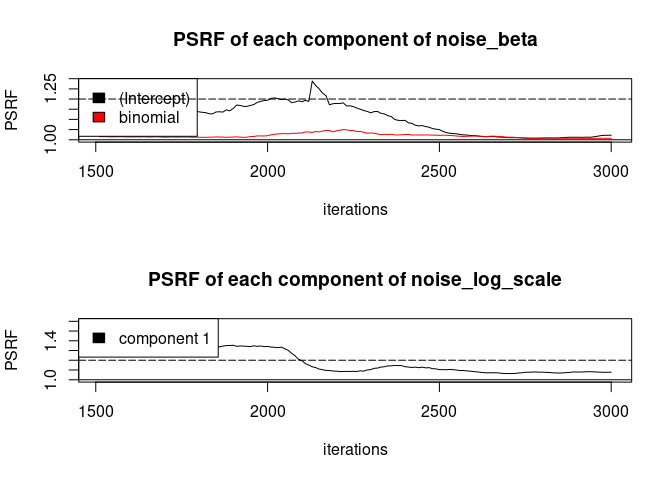 PSRF of each component of noise_beta
PSRF
1.00 1.25
(Intercept)
binomial
1500 2000 2500 3000
iterations
PSRF of each component of noise_log_scale
PSRF
1.0 1.4
component 1
1500 2000 2500 3000
iterations